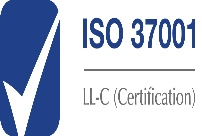 ISO 37001
LL-C (Certification)